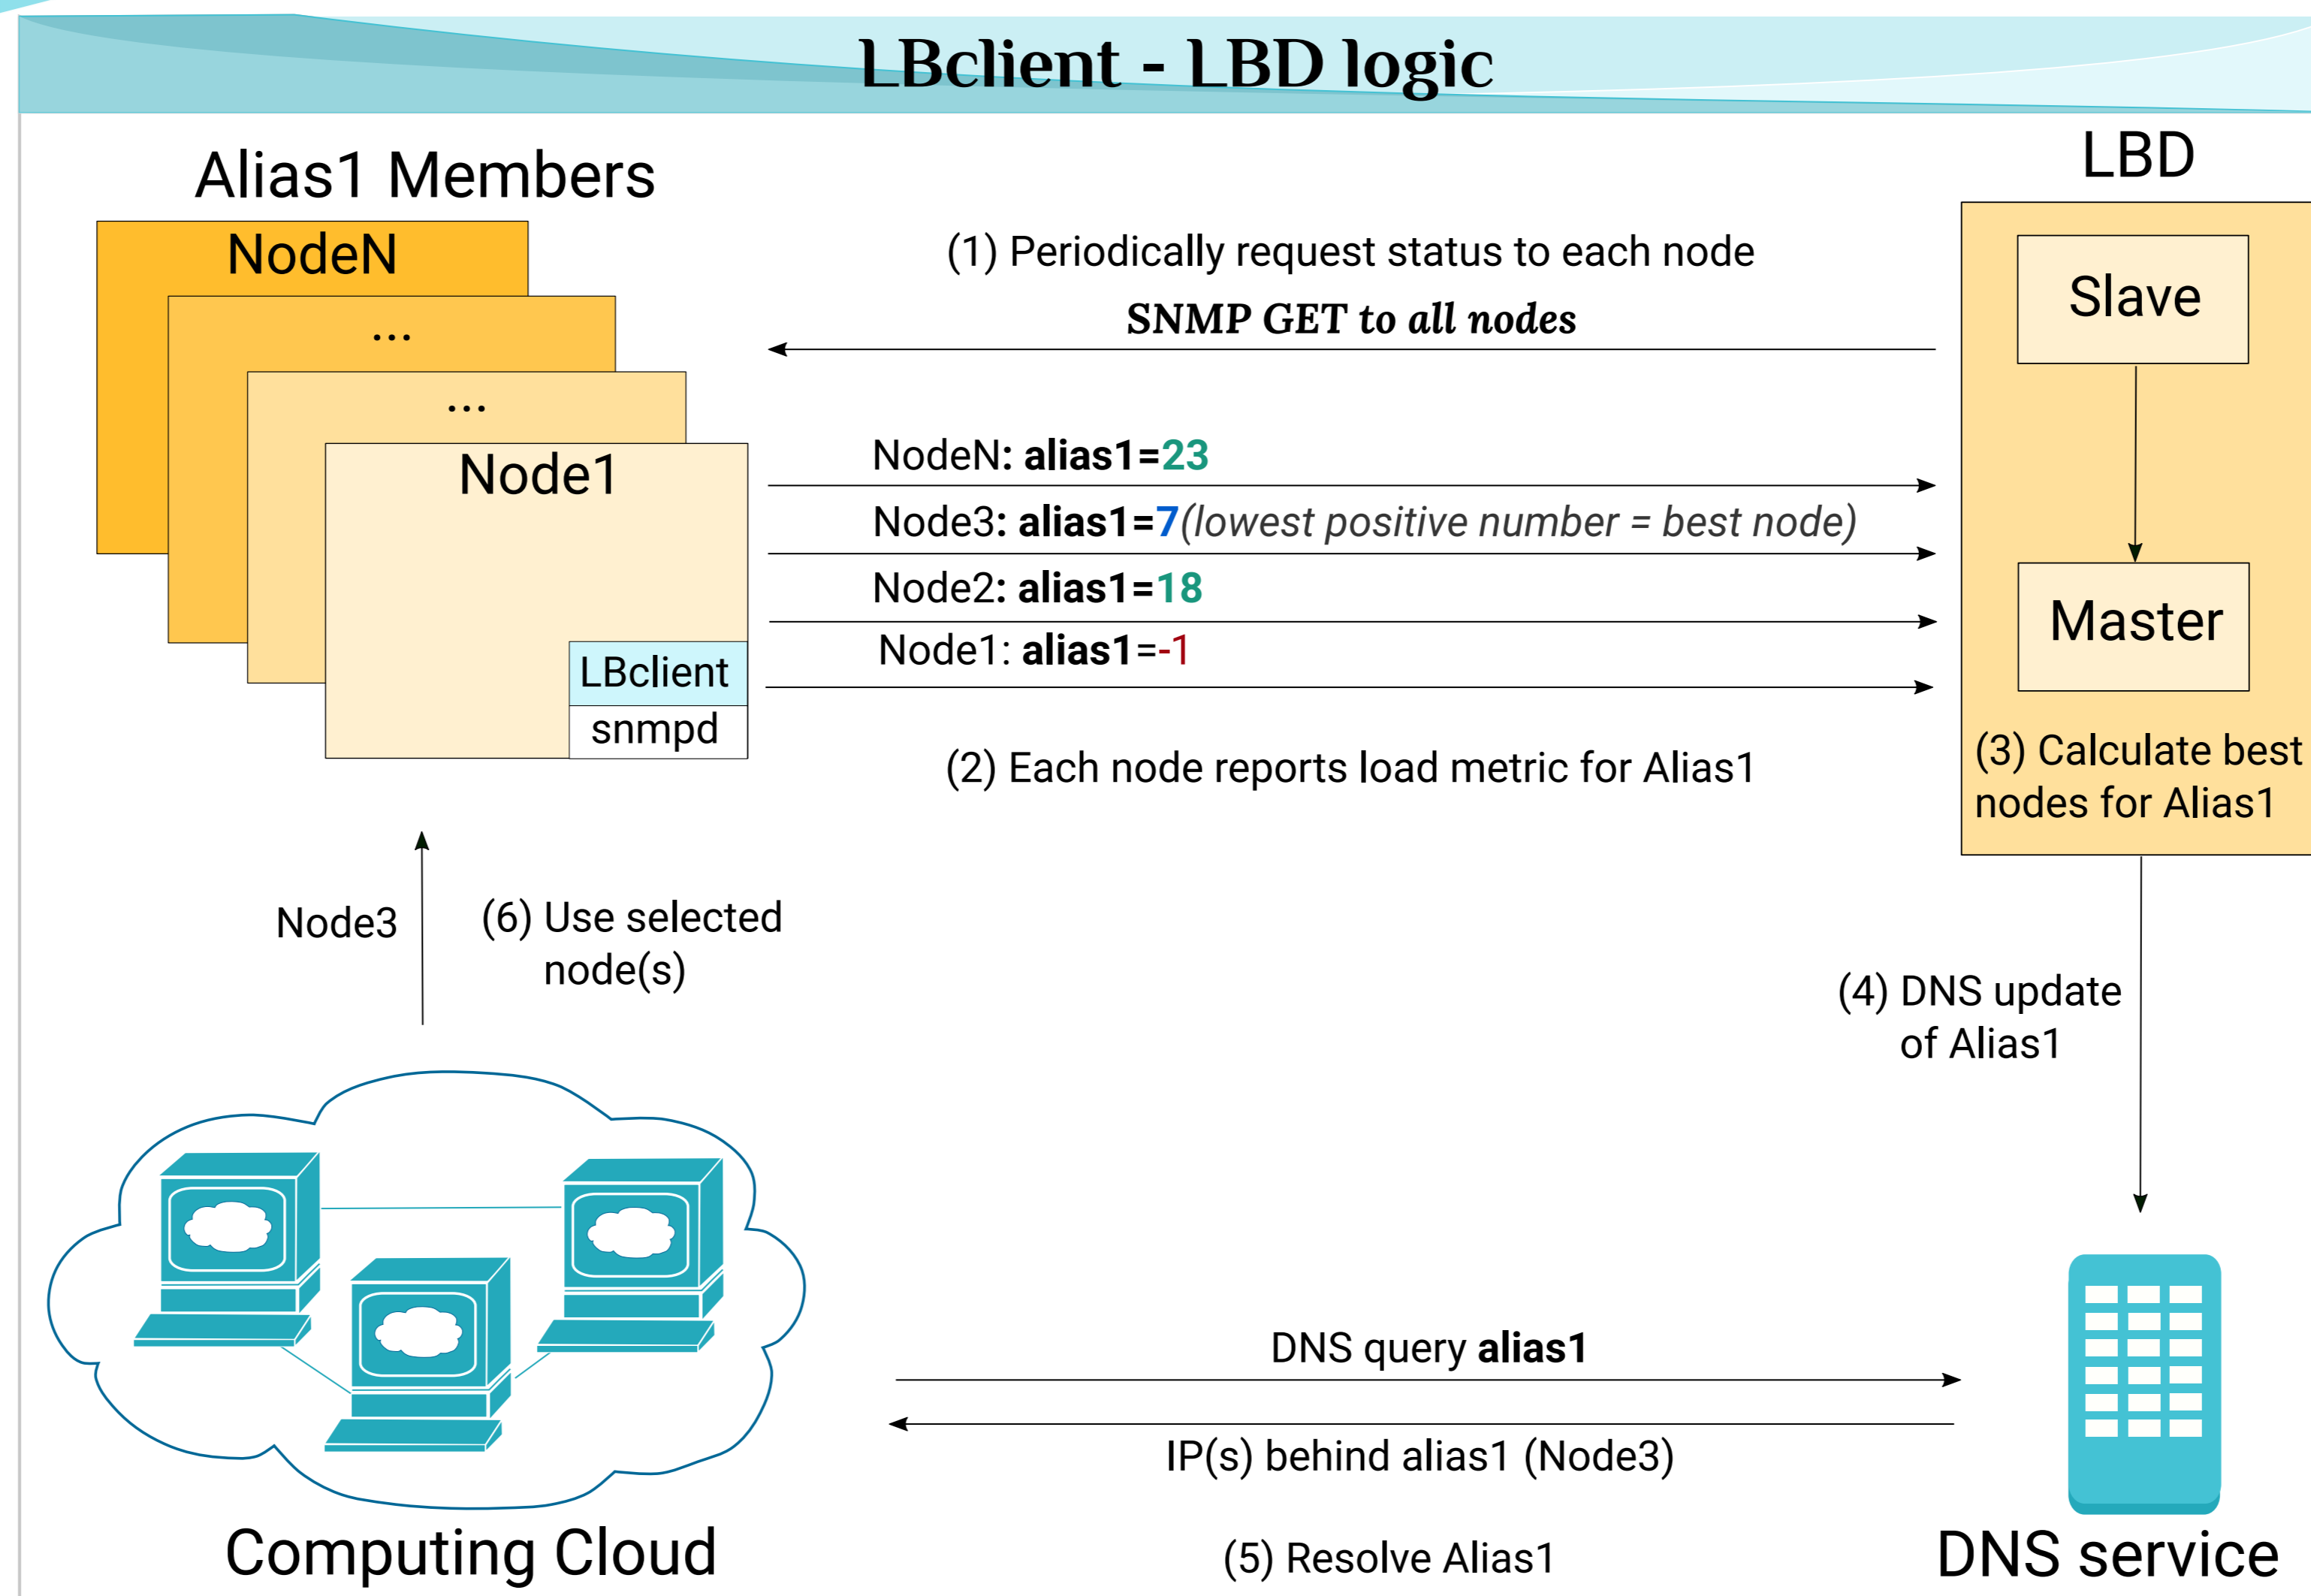 LBclient - LBD logic
Alias1 Members
LBD
NodeN
...
...
Node1
LBclient
snmpd
(1) Periodically request status to each node
SNMP GET to all nodes
NodeN: alias1=23
Node3: alias1=7(lowest positive number = best node)
Node2: alias1=18
Node1: alias1=-1
(2) Each node reports load metric for Alias1
Slave
Master
(3) Calculate best
nodes for Alias1
Node3
(6) Use selected
node(s)
(4) DNS update
of Alias1
DNS query alias1
IP(s) behind alias1 (Node3)
(5) Resolve Alias1
Computing Cloud
DNS service